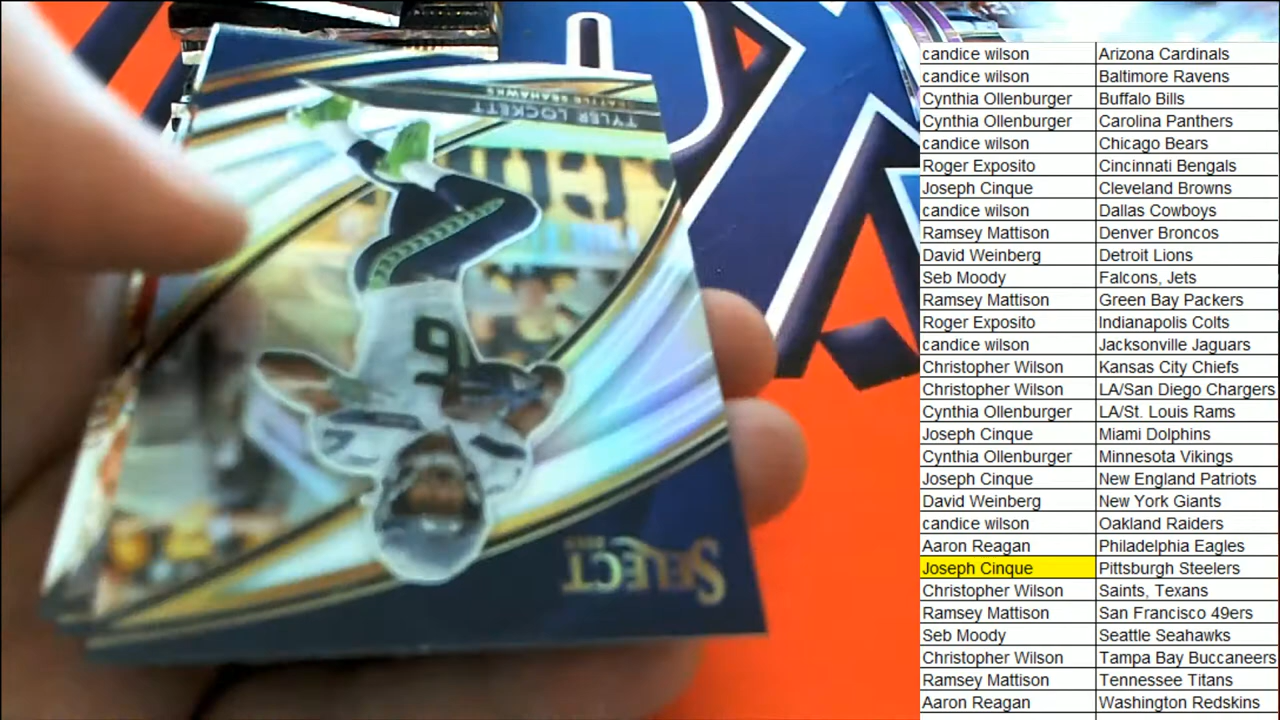 TYLER LOCKETT
SEATTLE SEAHAWKS
16
SELECT
candice wilson Arizona Cardinals
candice wilson Baltimore Ravens
Cynthia Ollenburger Buffalo Bills
Cynthia Ollenburger Carolina Panthers
candice wilson Chicago Bears
Roger Exposito Cincinnati Bengals
Joseph Cinque Cleveland Browns
candice wilson Dallas Cowboys
Ramsey Mattison Denver Broncos
David Weinberg Detroit Lions
Seb Moody Falcons, Jets
Ramsey Mattison Green Bay Packers
Roger Exposito Indianapolis Colts
candice wilson Jacksonville Jaguars
Christopher Wilson Kansas City Chiefs
Christopher Wilson LA/San Diego Chargers
Cynthia Ollenburger LA/St. Louis Rams
Joseph Cinque Miami Dolphins
Cynthia Ollenburger Minnesota Vikings
Joseph Cinque New England Patriots
David Weinberg New York Giants
candice wilson Oakland Raiders
Aaron Reagan Philadelphia Eagles
Joseph Cinque Pittsburgh Steelers
Christopher Wilson Saints, Texans
Ramsey Mattison San Francisco 49ers
Seb Moody Seattle Seahawks
Christopher Wilson Tampa Bay Buccaneers
Ramsey Mattison Tennessee Titans
Aaron Reagan Washington Redskins